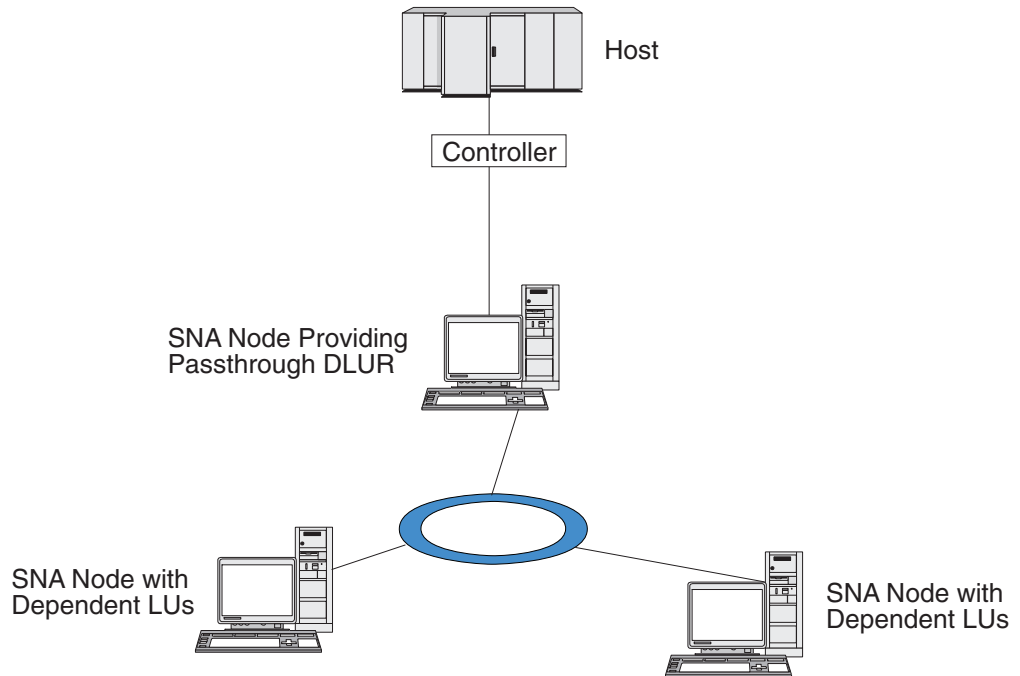 Host
Controller
SNA Node Providing
Passthrough DLUR
SNA Node with
Dependent LUs
SNA Node with
Dependent LUs